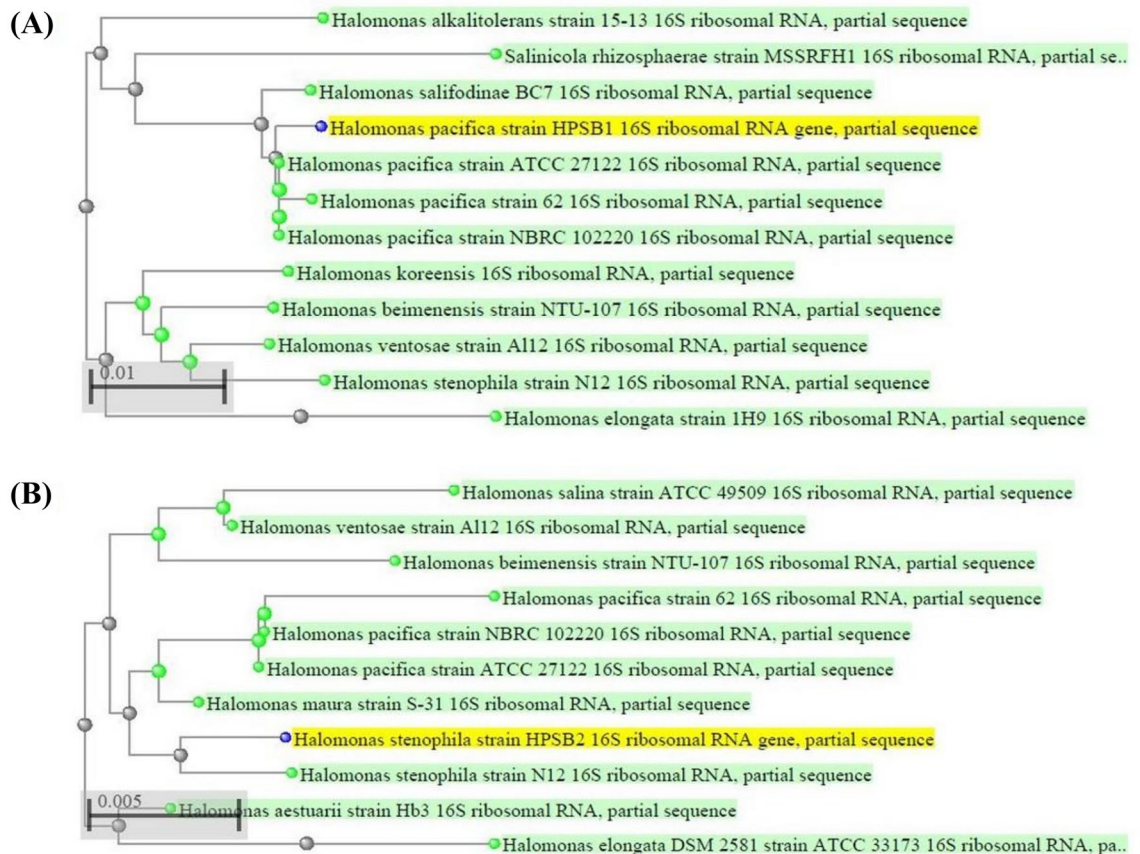 (A)
Halomonas alkalitolerans strain 15-13 16S ribosomal RNA, partial sequence
Salinicola rhizosphaerae strain MSSRFH1 16S ribosomal RNA, partial se..
Halomonas salifodinae BC7 16S ribosomal RNA, partial sequence
Halomonas pacifica strain HPSB1 16S ribosomal RNA gene, partial sequence
Halomonas pacifica strain ATCC 27122 16S ribosomal RNA, partial sequence
Halomonas pacifica strain 62 16S ribosomal RNA, partial sequence
Halomonas pacifica strain NBRC 102220 16S ribosomal RNA, partial sequence
Halomonas koreensis 16S ribosomal RNA, partial sequence
Halomonas beimenensis strain NTU-107 16S ribosomal RNA, partial sequence
Halomonas ventosae strain Al12 16S ribosomal RNA, partial sequence
0.01
Halomonas stenophila strain N12 16S ribosomal RNA, partial sequence
Halomonas elongata strain 1H9 16S ribosomal RNA, partial sequence
(B)
Halomonas salina strain ATCC 49509 16S ribosomal RNA, partial sequence
Halomonas ventosae strain Al12 16S ribosomal RNA, partial sequence
Halomonas beimenensis strain NTU-107 16S ribosomal RNA, partial sequence
Halomonas pacifica strain 62 16S ribosomal RNA, partial sequence
Halomonas pacifica strain NBRC 102220 16S ribosomal RNA, partial sequence
Halomonas pacifica strain ATCC 27122 16S ribosomal RNA, partial sequence
Halomonas maura strain S-31 16S ribosomal RNA, partial sequence
Halomonas stenophila strain HPSB2 16S ribosomal RNA gene, partial sequence
Halomonas stenophila strain N12 16S ribosomal RNA, partial sequence
0.005
Halomonas aestuarii strain Hb3 16S ribosomal RNA, partial sequence
Halomonas elongata DSM 2581 strain ATCC 33173 16S ribosomal RNA, pa..